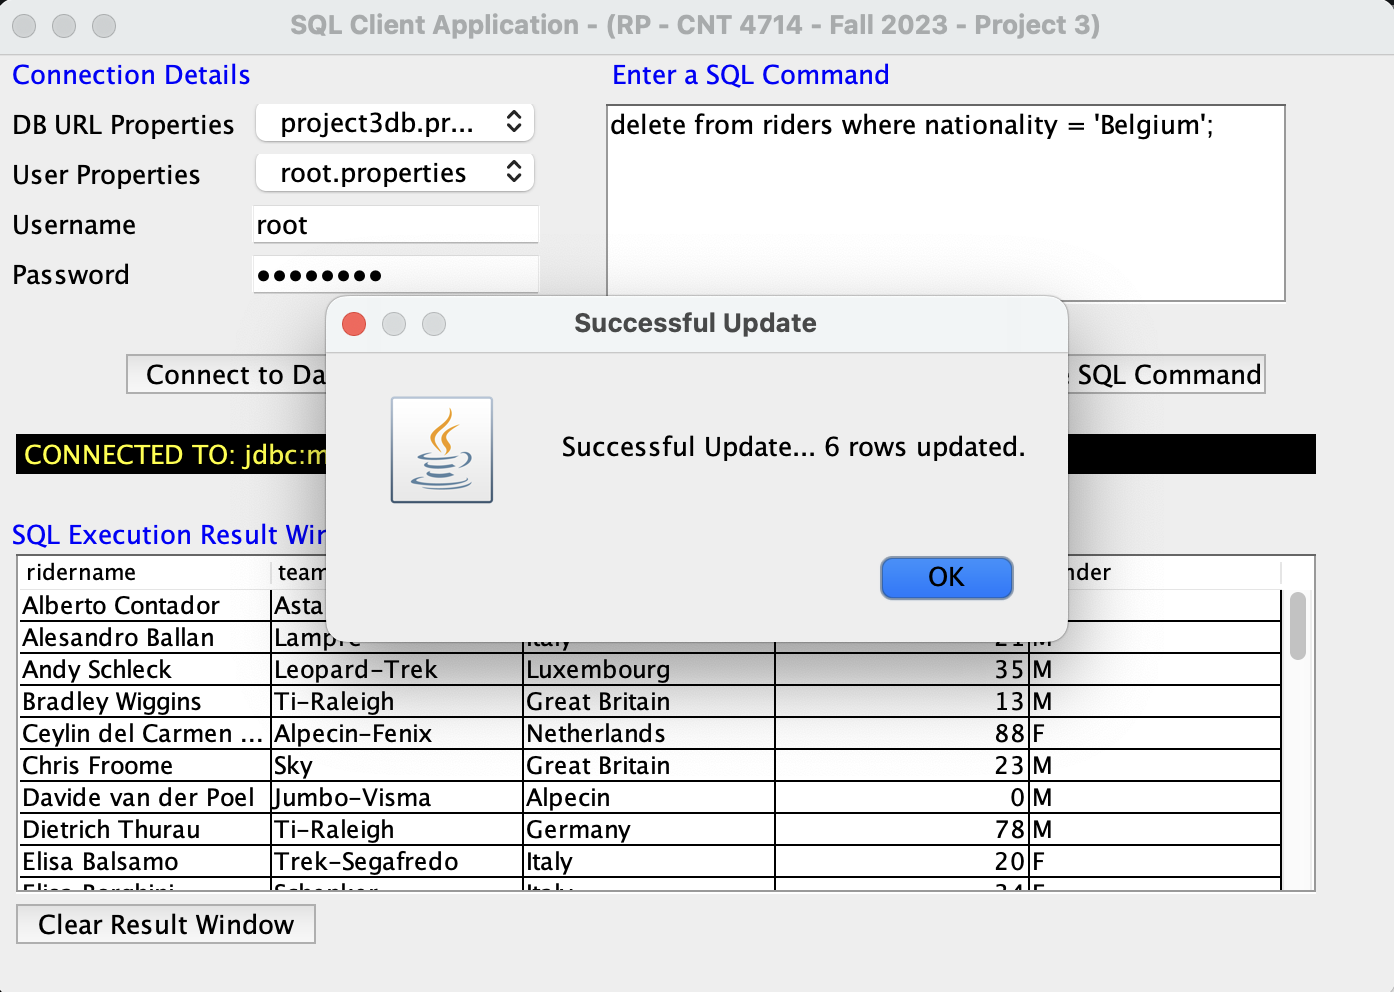 SQL Client Application - (RP - CNT 4714 - Fall 2023 - Project 3)
Connection Details
Enter a SQL Command
DB URL Properties project3db.pr...
User Properties root.properties
Username root
Password ●●●●●●●●
delete from riders where nationality = 'Belgium';
Successful Update
Successful Update... 6 rows updated.
OK
Connect to Da
SQL Command
CONNECTED TO: jdbc:m
SQL Execution Result Wir
ridername team nder
Alberto Contador Asta
Alesandro Ballan Lampre Italy 21 M
Andy Schleck Leopard-Trek Luxembourg 35 M
Bradley Wiggins Ti-Raleigh Great Britain 13 M
Ceylin del Carmen ... Alpecin-Fenix Netherlands 88 F
Chris Froome Sky Great Britain 23 M
Davide van der Poel Jumbo-Visma Alpecin 0 M
Dietrich Thurau Ti-Raleigh Germany 78 M
Elisa Balsamo Trek-Segafredo Italy 20 F
Clear Result Window